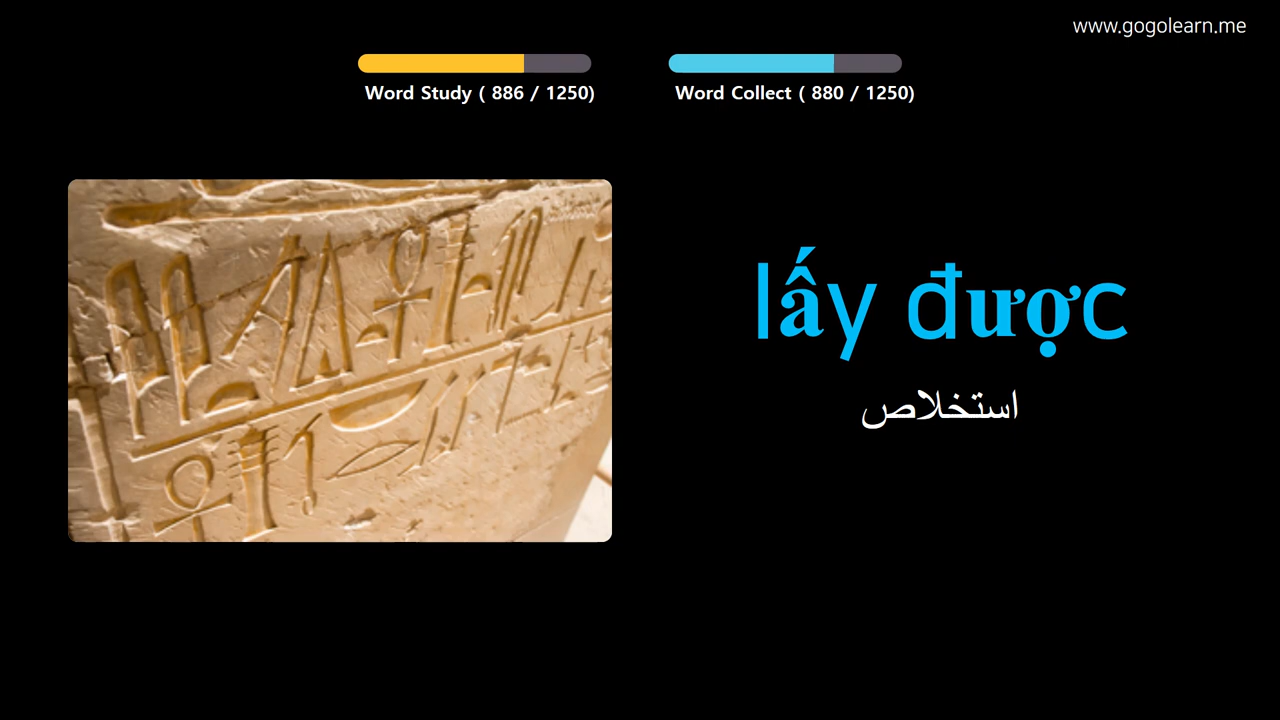 www.gogolearn.me
Word Study ( 886 / 1250)
Word Collect ( 880 / 1250)
lấy được
استخلاص